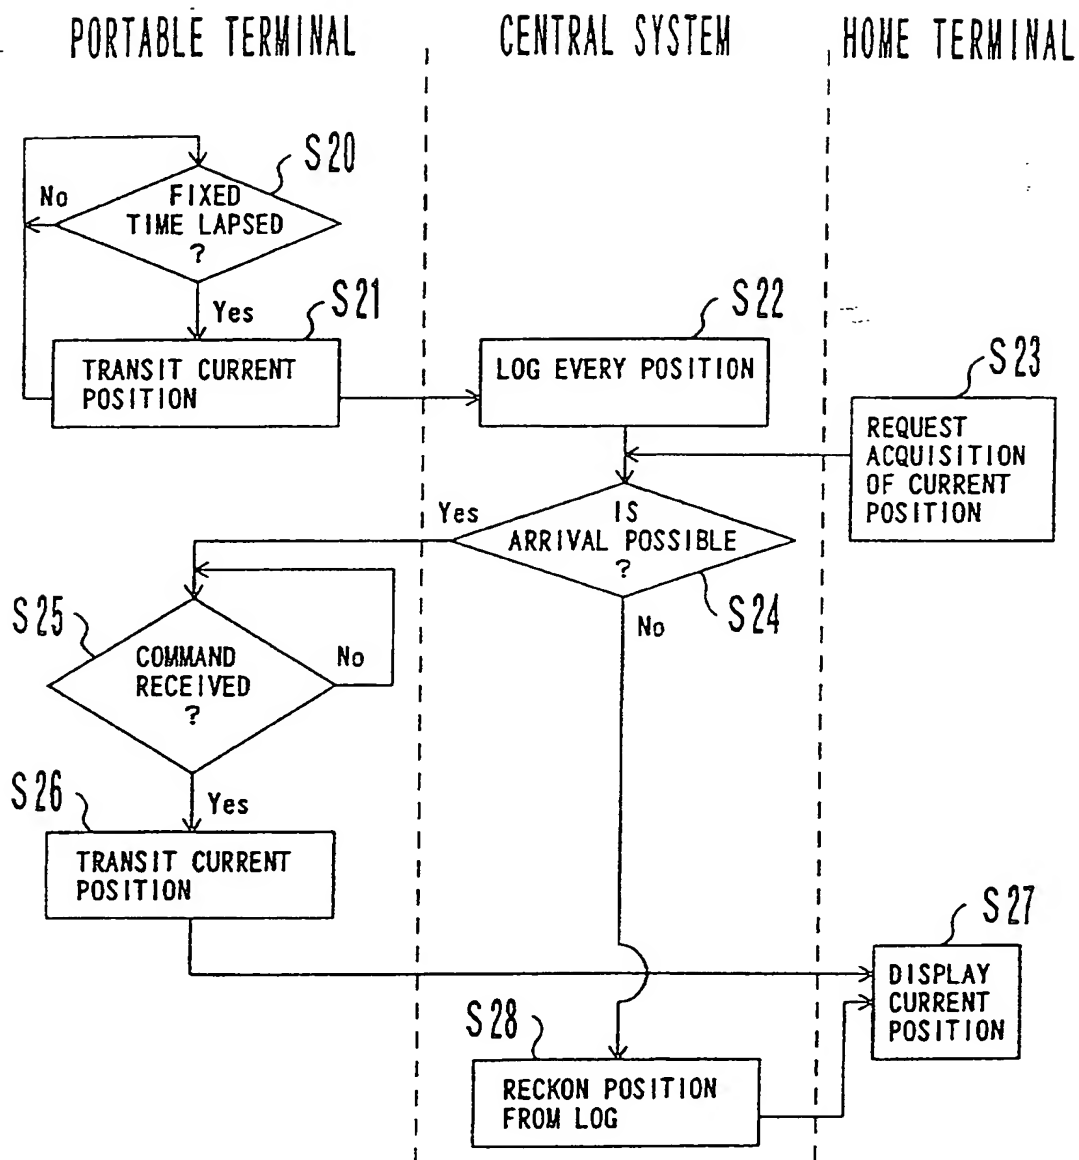 PORTABLE TERMINAL
CENTRAL SYSTEM
HOME TERMINAL
S20
No
FIXED
TIME LAPSED
?
Yes
S21
TRANSIT CURRENT
POSITION
S22
LOG EVERY POSITION
S23
REQUEST
ACQUISITION
OF CURRENT
POSITION
Yes
IS
ARRIVAL POSSIBLE
?
S24
No
S25
COMMAND
RECEIVED
?
No
S26
Yes
TRANSIT CURRENT
POSITION
S27
DISPLAY
CURRENT
POSITION
S28
RECKON POSITION
FROM LOG